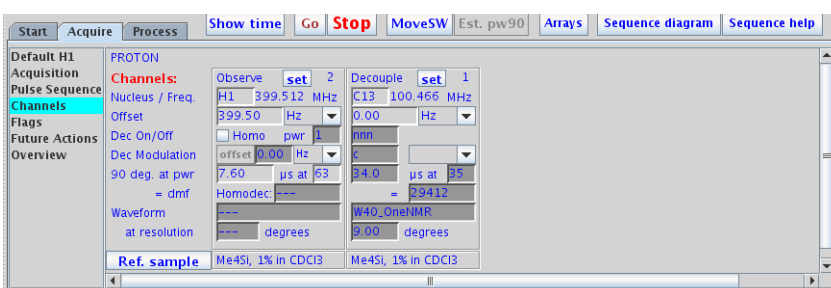 Start Acquire Process Show time Go Stop MoveSW Est. pw90 Arrays Sequence diagram Sequence help
Default H1
Acquisition
Pulse Sequence
Channels
Flags
Future Actions
Overview
PROTON
Channels: Observe set 2 Decouple set 1
Nucleus / Freq. H1 399.512 MHz C13 100.466 MHz
Offset 399.50 Hz 0.00 Hz
Dec On/Off Homo pwr 1 nnn
Dec Modulation offset 0.00 Hz c
90 deg. at pwr 7.60 µs at 63 34.0 µs at 35
= dmf Homodec: --- = 29412
Waveform --- W40_OneNMR
at resolution --- degrees 9.00 degrees
Ref. sample Me4Si, 1% in CDCl3 Me4Si, 1% in CDCl3